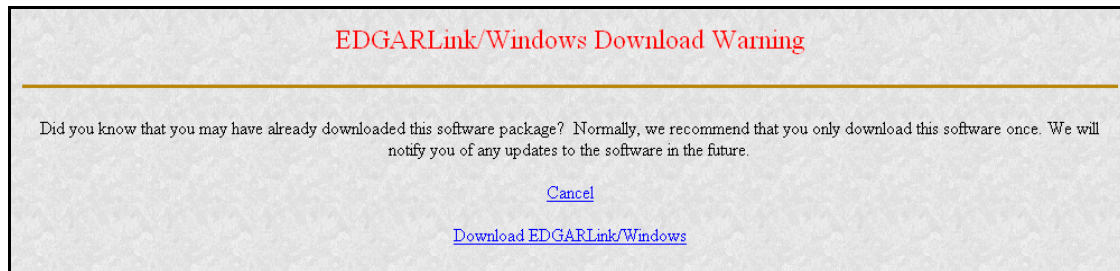 EDGARLink/Windows Download Warning
Did you know that you may have already downloaded this software package?  Normally, we recommend that you only download this software once. We will
notify you of any updates to the software in the future.
Cancel
Download EDGARLink/Windows